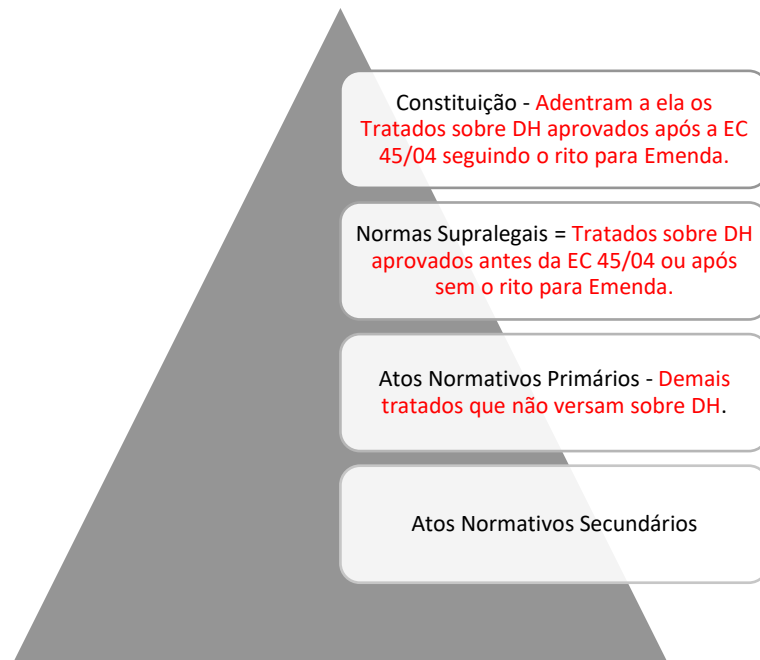 Constituição - Adentram a ela os
Tratados sobre DH aprovados após a EC
45/04 seguindo o rito para Emenda.
Normas Supralegais = Tratados sobre DH
aprovados antes da EC 45/04 ou após
sem o rito para Emenda.
Atos Normativos Primários - Demais
tratados que não versam sobre DH.
Atos Normativos Secundários